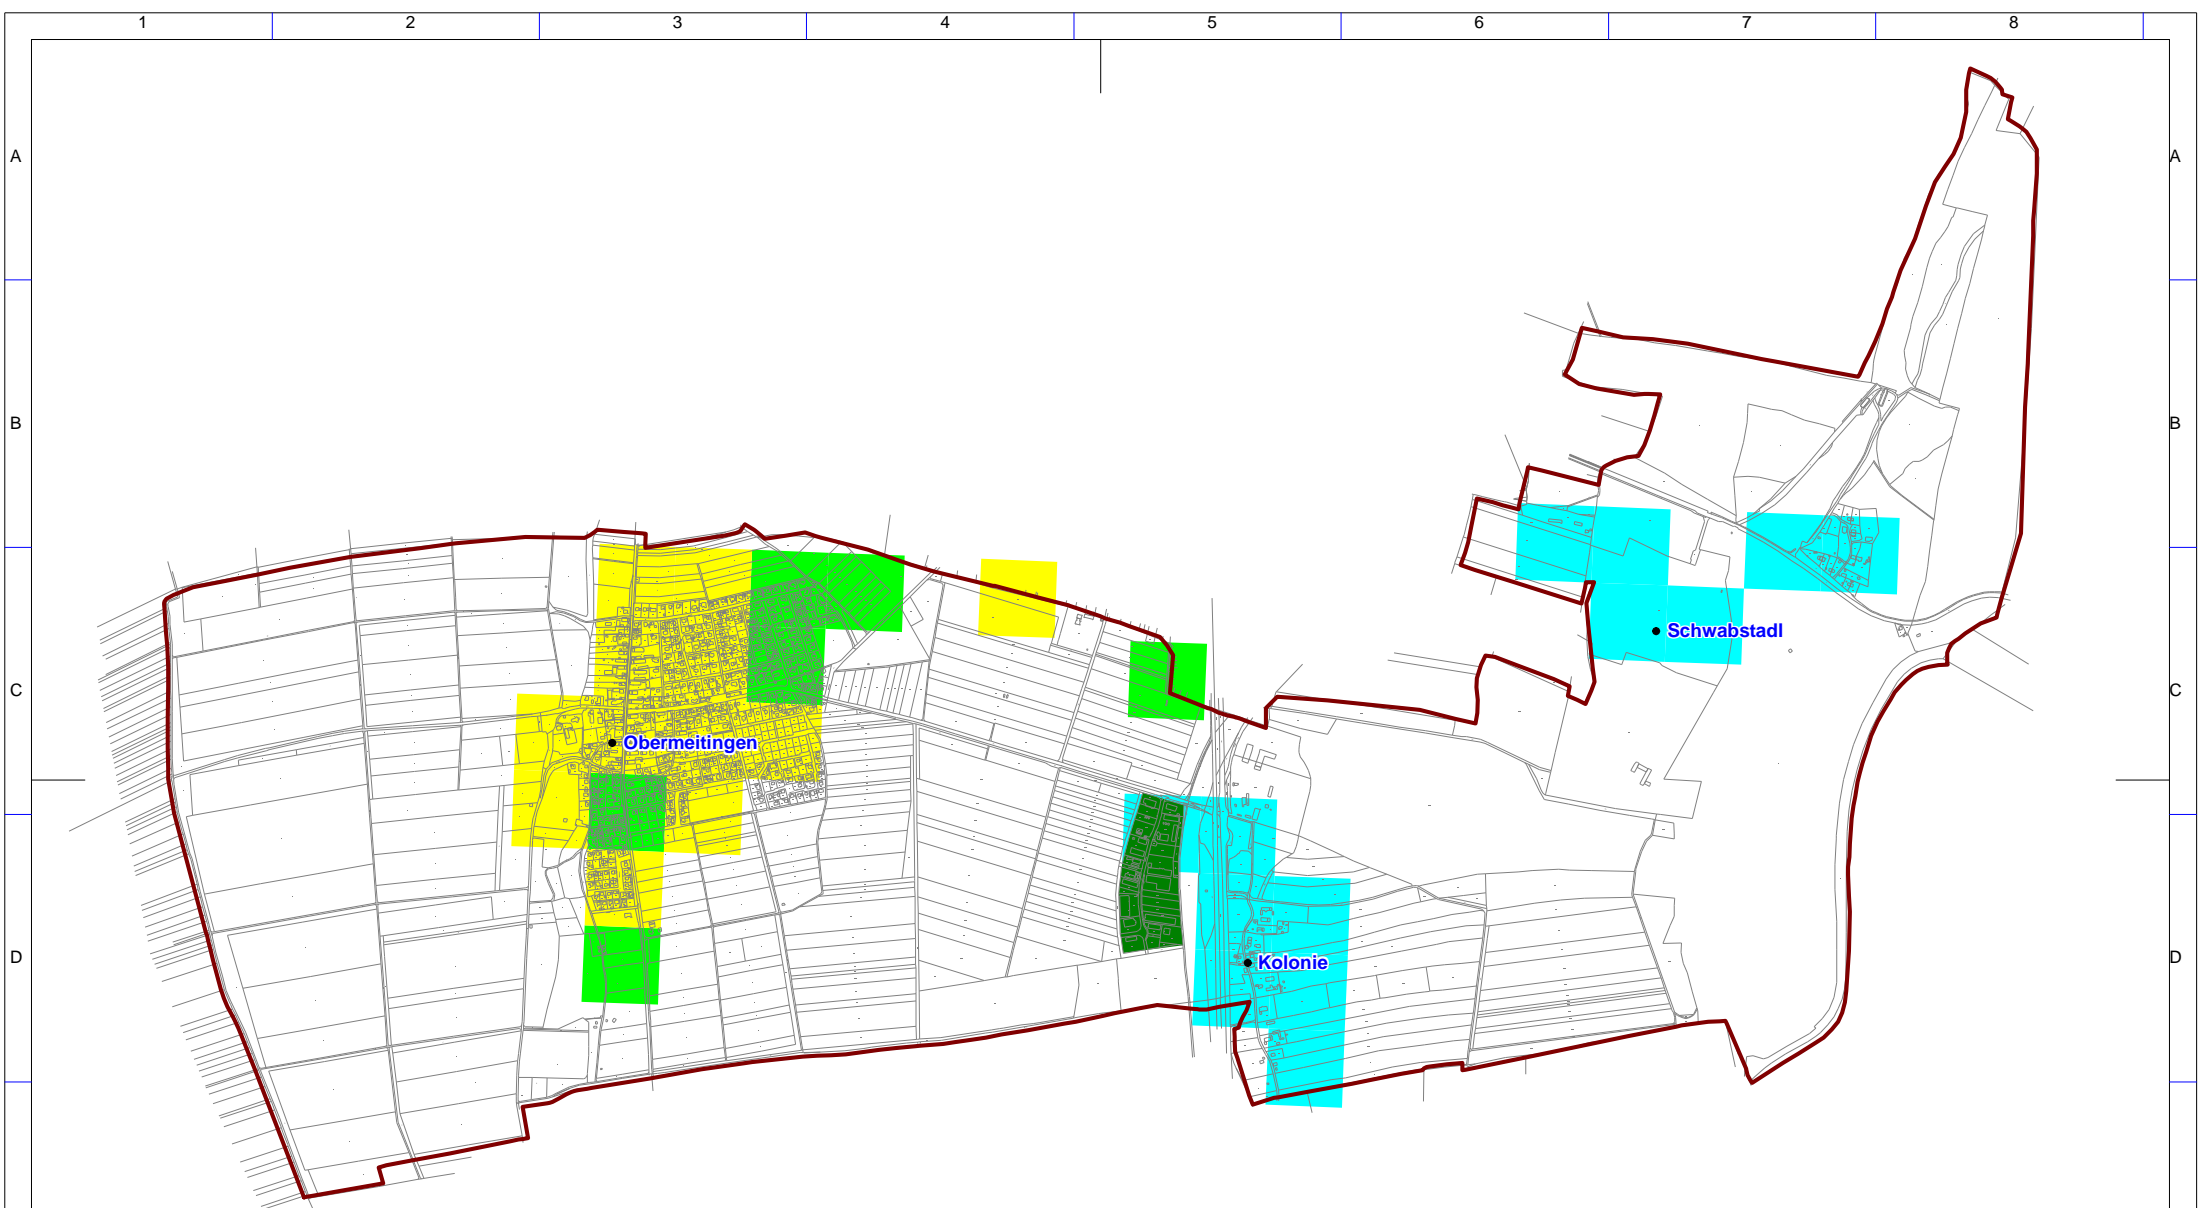 1 2 3 4 5 6 7 8
A A
B B
Schwabstadl
C C
Obermeitingen
D D
Kolonie